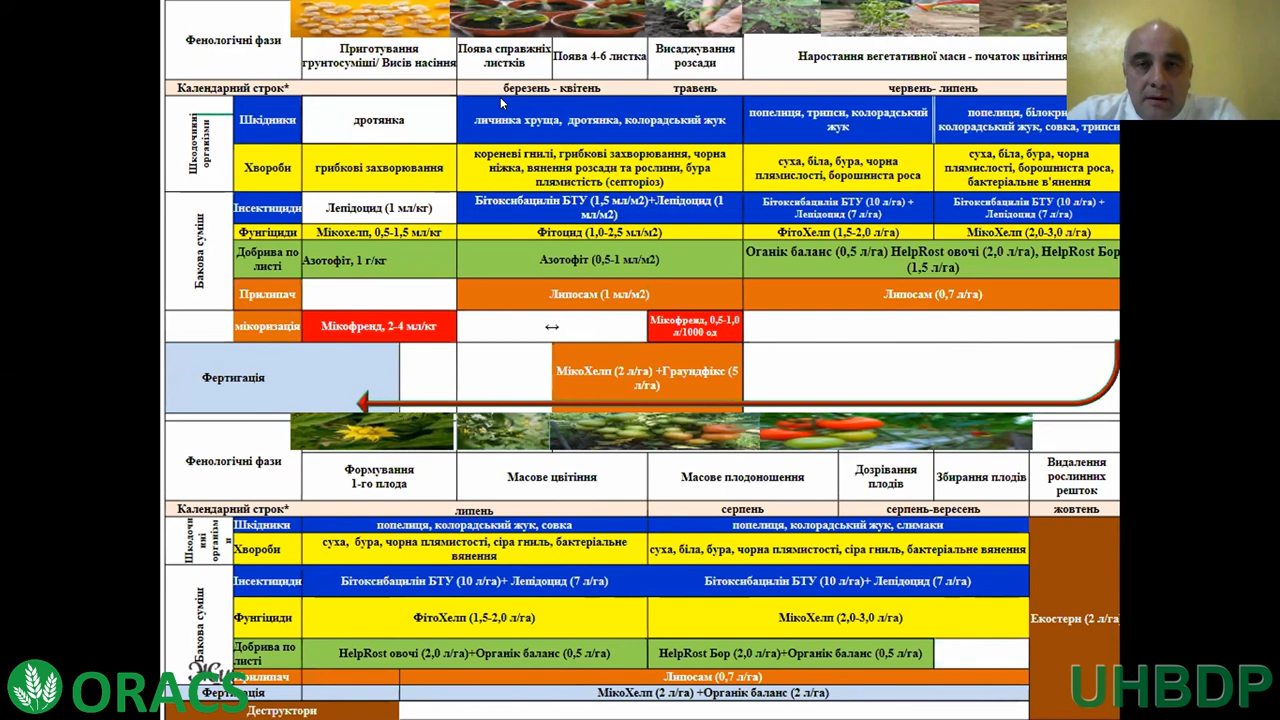 Фенологічні фази
Приготування
грунтосуміші/ Висів насіння
Поява справжніх
листків
Поява 4-6 листка
Висаджування
розсади
Наростання вегетативної маси - початок цвітіння
Календарний строк*
березень - квітень
травень
червень- липень
Шкодочинні
організми
Шкідники
дротянка
личинка хруща, дротянка, колорадський жук
попелиця, трипси, колорадський
жук
попелиця,
колорадський жук, совка, трипси
Хвороби
грибкові захворювання
кореневі гнилі, грибкові захворювання, чорна
ніжка, вянення розсади та рослини, бура
плямистість (септоріоз)
суха, біла, бура, чорна
плямислості, борошниста роса
суха, біла, бура, чорна
плямислості, борошниста роса,
бактеріальне в'янення
Бакова суміш
Інсектициди
Лепідоцид (1 мл/кг)
Бітоксибацилін БТУ (1,5 мл/м2)+Лепідоцид (1
мл/м2)
Бітоксибацилін БТУ (10 л/га) +
Лепідоцид (7 л/га)
Бітоксибацилін БТУ (10 л/га) +
Лепідоцид (7 л/га)
Фунгіциди
Мікохелп, 0,5-1,5 мл/кг
Фітоцид (1,0-2,5 мл/м2)
ФітоХелп (1,5-2,0 л/га)
МікоХелп (2,0-3,0 л/га)
Добрива по
листі
Азотофіт, 1 г/кг
Азотофіт (0,5-1 мл/м2)
Оганік баланс (0,5 л/га) HelpRost овочі (2,0 л/га), HelpRost Бор
(1,5 л/га)
Прилипач
Липосам (1 мл/м2)
Липосам (0,7 л/га)
мікоризація
Мікофренд, 2-4 мл/кг
↔
Мікофренд, 0,5-1,0
л/1000 од
Фертигація
МікоХелп (2 л/га) +Граундфікс (5
л/га)
Фенологічні фази
Формування
1-го плода
Масове цвітіння
Масове плодоношення
Дозрівання
плодів
Збирання плодів
Видалення
рослинних
решток
Календарний строк*
липень
серпень
серпень-вересень
жовтень
Шкодочи
нні
організм
и
Шкідники
попелиця, колорадський жук, совка
попелиця, колорадський жук, слимаки
Хвороби
суха, бура, чорна плямистості, сіра гниль, бактеріальне
вянення
суха, біла, бура, чорна плямистості, сіра гниль, бактеріальне вянення
Бакова суміш
Інсектициди
Бітоксибацилін БТУ (10 л/га)+ Лепідоцид (7 л/га)
Бітоксибацилін БТУ (10 л/га)+ Лепідоцид (7 л/га)
Фунгіциди
ФітоХелп (1,5-2,0 л/га)
МікоХелп (2,0-3,0 л/га)
Екостерн (2 л/га
Добрива по
листі
HelpRost овочі (2,0 л/га)+Органік баланс (0,5 л/га)
HelpRost Бор (2,0 л/га)+Органік баланс (0,5 л/га)
Прилипач
Липосам (0,7 л/га)
Фертигація
МікоХелп (2 л/га) +Органік баланс (2 л/га)
Деструктори
ORACS
UHBDP